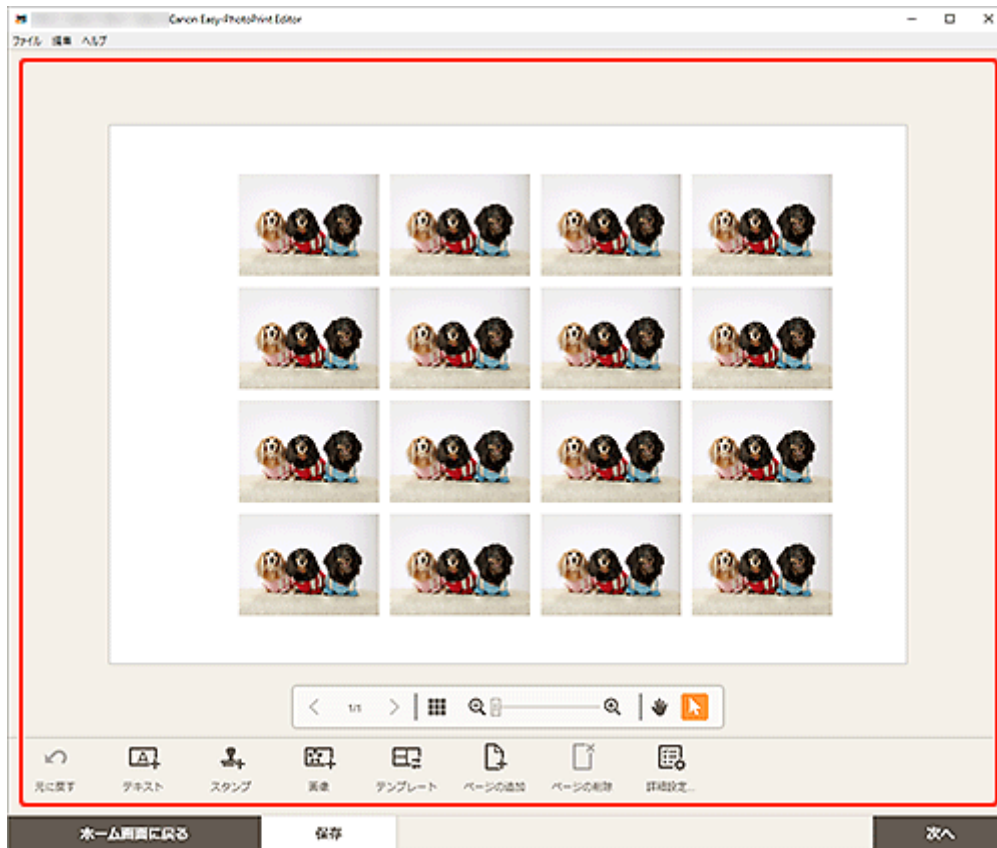 Canon Easy-PhotoPrint Editor
ファイル 編集 ヘルプ
1/1
元に戻す テキスト スタンプ 画像 テンプレート ページの追加 ページの削除 詳細設定...
ホーム画面に戻る 保存 次へ